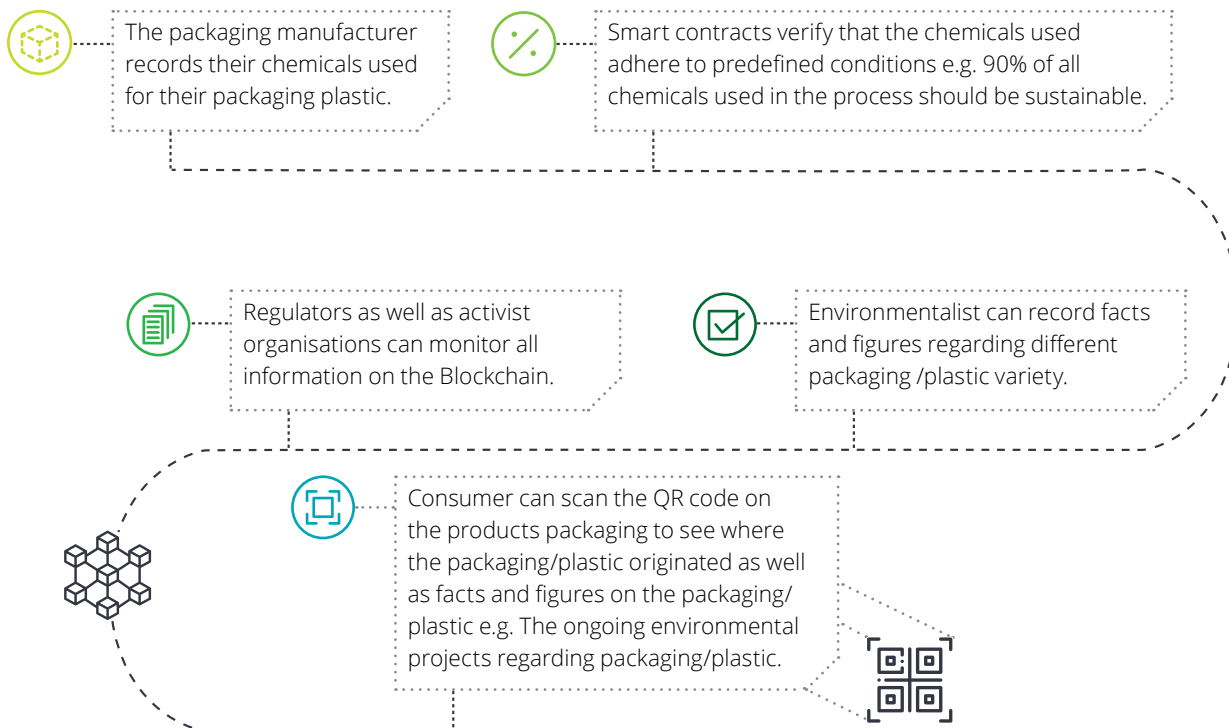 The packaging manufacturer
records their chemicals used
for their packaging plastic.
Smart contracts verify that the chemicals used
adhere to predefined conditions e.g. 90% of all
chemicals used in the process should be sustainable.
Regulators as well as activist
organisations can monitor all
information on the Blockchain.
Environmentalist can record facts
and figures regarding different
packaging /plastic variety.
Consumer can scan the QR code on
the products packaging to see where
the packaging/plastic originated as well
as facts and figures on the packaging/
plastic e.g. The ongoing environmental
projects regarding packaging/plastic.